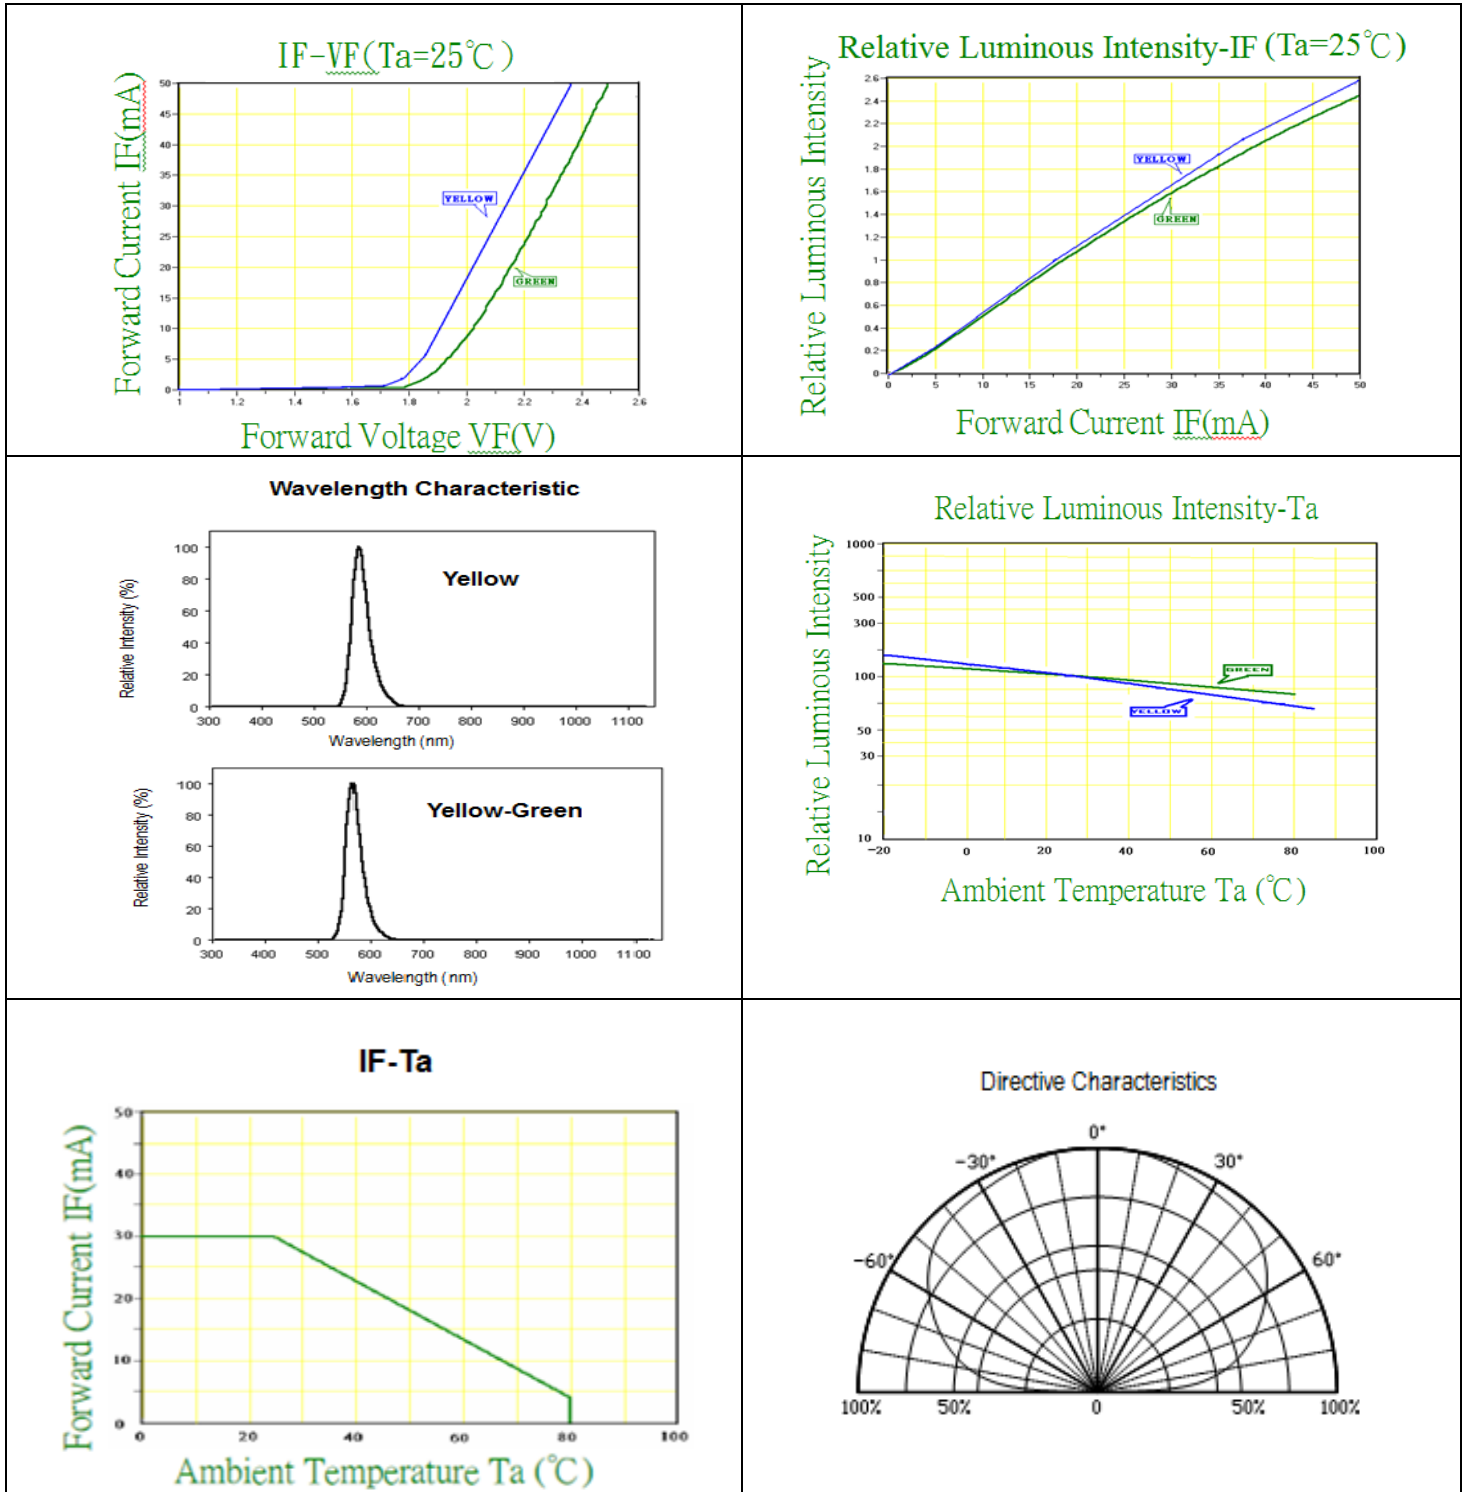 IF-VF(Ta=25℃)
Forward Current IF(mA)
50
45
40
35
30
25
20
15
10
5
0
YELLOW
GREEN
1 1.2 1.4 1.6 1.8 2 2.2 2.4 2.6
Forward Voltage VF(V)
Relative Luminous Intensity-IF (Ta=25℃)
Relative Luminous Intensity
2.6
2.4
2.2
2
1.8
1.6
1.4
1.2
1
0.8
0.6
0.4
0.2
0
YELLOW
GREEN
0 5 10 15 20 25 30 35 40 45 50
Forward Current IF(mA)
Wavelength Characteristic
Relative Intensity (%)
100
80
60
40
20
0
Yellow
300 400 500 600 700 800 900 1000 1100
Wavelength (nm)
Relative Intensity (%)
100
80
60
40
20
0
Yellow-Green
300 400 500 600 700 800 900 1000 1100
Wavelength (nm)
Relative Luminous Intensity-Ta
Relative Luminous Intensity
1000
500
300
100
50
30
10
GREEN
YELLOW
-20 0 20 40 60 80 100
Ambient Temperature Ta (℃)
IF-Ta
Forward Current IF(mA)
50
40
30
20
10
0
0 20 40 60 80 100
Ambient Temperature Ta (℃)
Directive Characteristics
0°
-30° 30°
-60° 60°
100% 50% 0 50% 100%